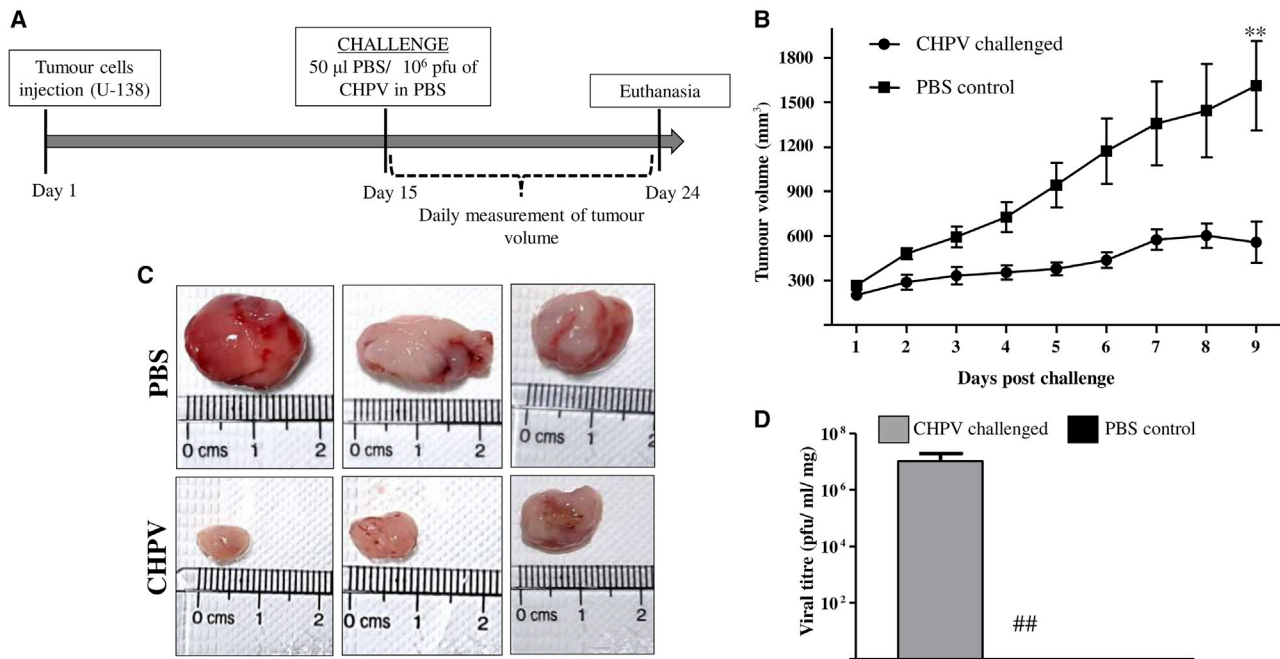 A
Tumour cells
injection (U-138)
CHALLENGE
50 µl PBS/ 10⁶ pfu of
CHPV in PBS
Euthanasia
Day 1
Day 15
Day 24
Daily measurement of tumour
volume
B
CHPV challenged
PBS control
**
Tumour volume (mm³)
1800
1500
1200
900
600
300
1 2 3 4 5 6 7 8 9
Days post challenge
C
PBS
0 cms 1 2
0 cms 1 2
0 cms 1 2
CHPV
0 cms 1 2
0 cms 1 2
0 cms 1 2
D
CHPV challenged
PBS control
Viral titre (pfu/ ml/ mg)
10⁸
10⁶
10⁴
10²
##